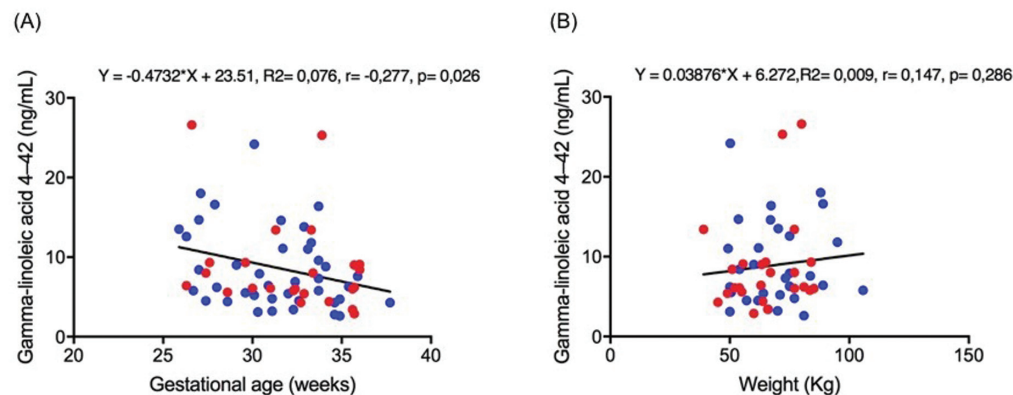 (A)
Y = -0.4732*X + 23.51, R2= 0,076, r= -0,277, p= 0,026
Gamma-linoleic acid 4–42 (ng/mL)
30
20
10
0
20
25
30
35
40
Gestational age (weeks)
(B)
Y = 0.03876*X + 6.272,R2= 0,009, r= 0,147, p= 0,286
Gamma-linoleic acid 4–42 (ng/mL)
30
20
10
0
0
50
100
150
Weight (Kg)